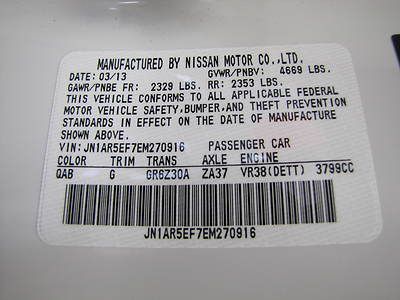 MANUFACTURED BY NISSAN MOTOR CO.,LTD.
DATE: 03/13 GVWR/PNBV: 4669 LBS.
GAWR/PNBE FR: 2329 LBS. RR: 2353 LBS.
THIS VEHICLE CONFORMS TO ALL APPLICABLE FEDERAL
MOTOR VEHICLE SAFETY,BUMPER,AND THEFT PREVENTION
STANDARDS IN EFFECT ON THE DATE OF MANUFACTURE
SHOWN ABOVE.
VIN: JN1AR5EF7EM270916 PASSENGER CAR
COLOR TRIM TRANS AXLE ENGINE
QAB G GR6Z30A ZA37 VR38(DETT) 3799CC
JN1AR5EF7EM270916